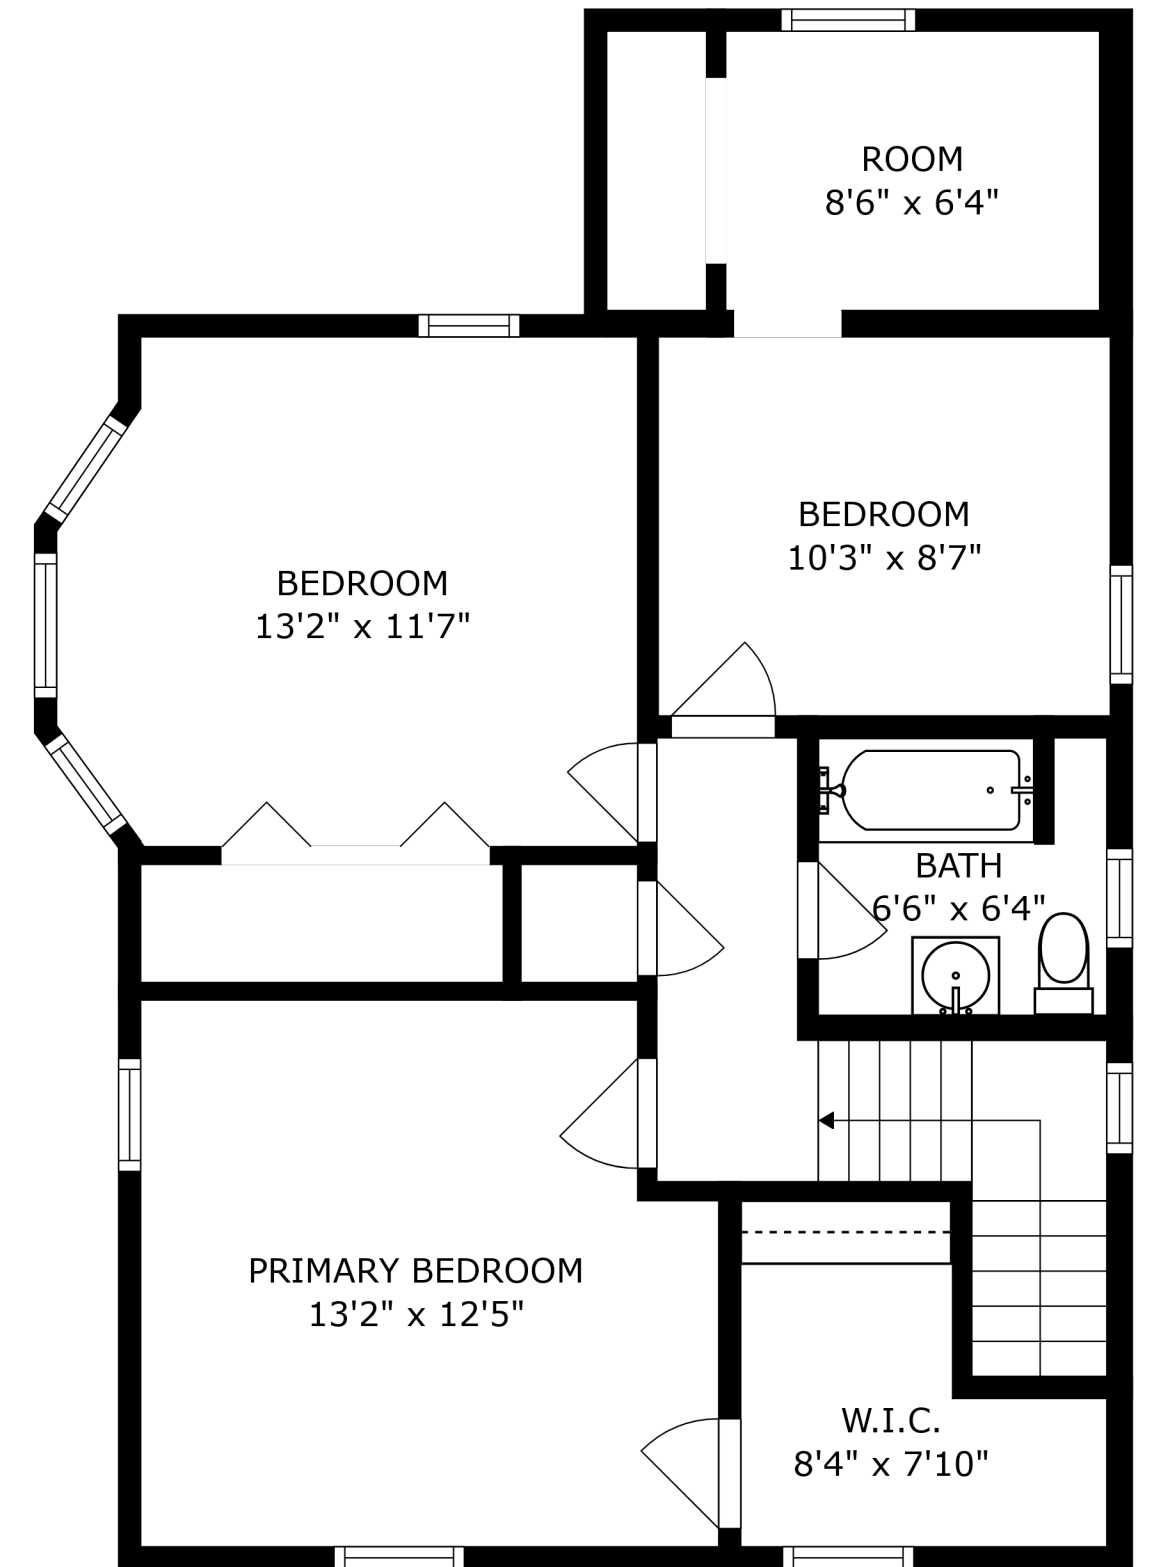 ROOM
8'6" x 6'4"
BEDROOM
10'3" x 8'7"
BEDROOM
13'2" x 11'7"
BATH
6'6" x 6'4"
PRIMARY BEDROOM
13'2" x 12'5"
W.I.C.
8'4" x 7'10"